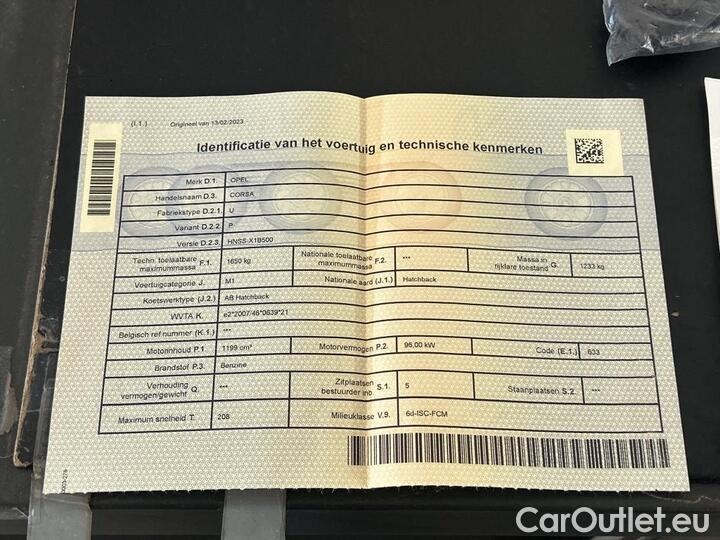 (I.1.) Origineel van 13/02/2023
Identificatie van het voertuig en technische kenmerken
Merk D.1. OPEL
Handelsnaam D.3. CORSA
Fabriekstype D.2.1. U
Variant D.2.2. P
Versie D.2.3. HNSS-X1B500
Techn. toelaatbare maximummassa F.1. 1650 kg Nationale toelaatbare maximummassa F.2. *** Massa in rijklare toestand G. 1233 kg
Voertuigcategorie J. M1 Nationale aard (J.1.) Hatchback
Koetswerktype (J.2.) AB Hatchback
WVTA K. e2*2007/46*0639*21
Belgisch ref nummer (K.1.) ***
Motorinhoud P.1. 1199 cm³ Motorvermogen P.2. 96,00 kW Code (E.1.) 633
Brandstof P.3. Benzine
Verhouding vermogen/gewicht Q. *** Zitplaatsen bestuurder inb. S.1. 5 Staanplaatsen S.2. ***
Maximum snelheid T. 208 Milieuklasse V.9. 6d-ISC-FCM
CarOutlet.eu